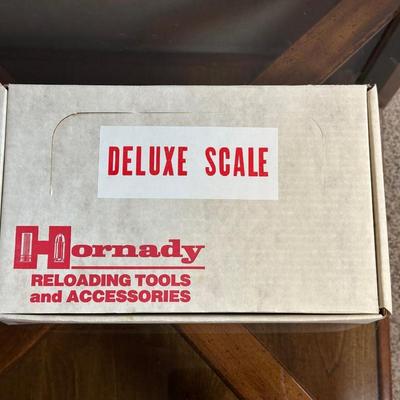 DELUXE SCALE
Hornady
RELOADING TOOLS
and ACCESSORIES